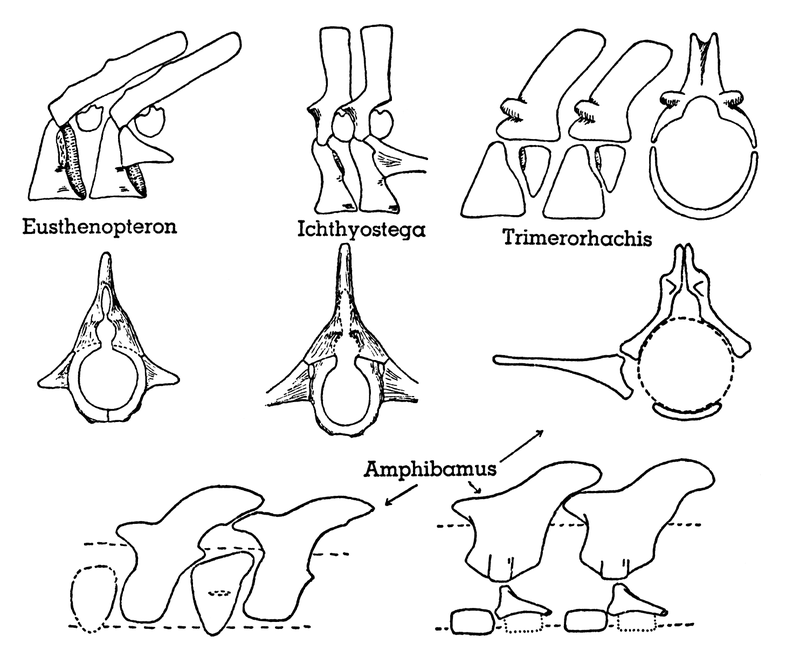 Eusthenopteron
Ichthyostega
Trimerorhachis
Amphibamus